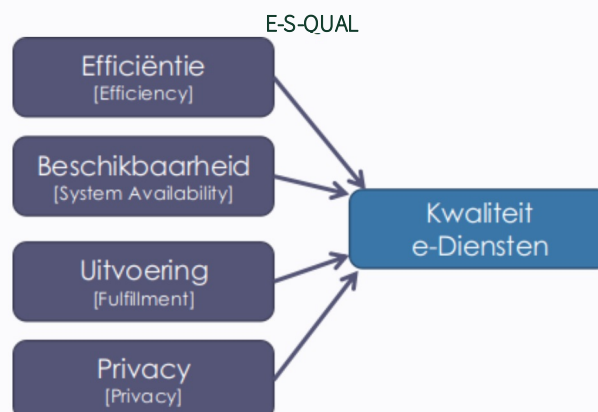 E-S-QUAL
Efficiëntie
[Efficiency]
Beschikbaarheid
[System Availability]
Uitvoering
[Fulfillment]
Privacy
[Privacy]
Kwaliteit
e-Diensten